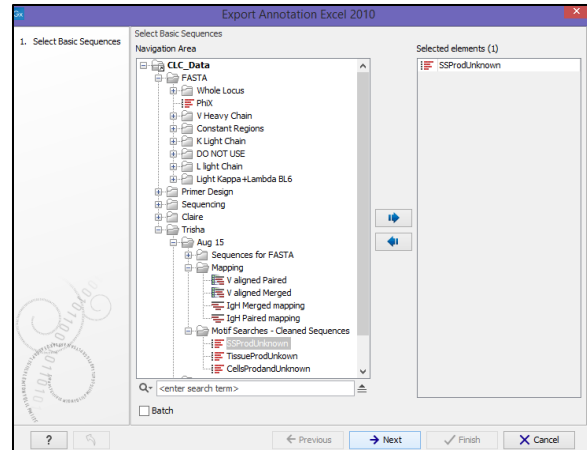 Gx
Export Annotation Excel 2010
1. Select Basic Sequences
Select Basic Sequences
Navigation Area
CLC_Data
FASTA
Whole Locus
PhiX
V Heavy Chain
Constant Regions
K Light Chain
DO NOT USE
L light Chain
Light Kappa+Lambda BL6
Primer Design
Sequencing
Claire
Trisha
Aug 15
Sequences for FASTA
Mapping
V aligned Paired
V aligned Merged
IgH Merged mapping
IgH Paired mapping
Motif Searches - Cleaned Sequences
SSProdUnknown
TissueProdUnkown
CellsProdandUnknown
<enter search term>
Batch
Selected elements (1)
SSProdUnknown
?
Previous
Next
Finish
Cancel